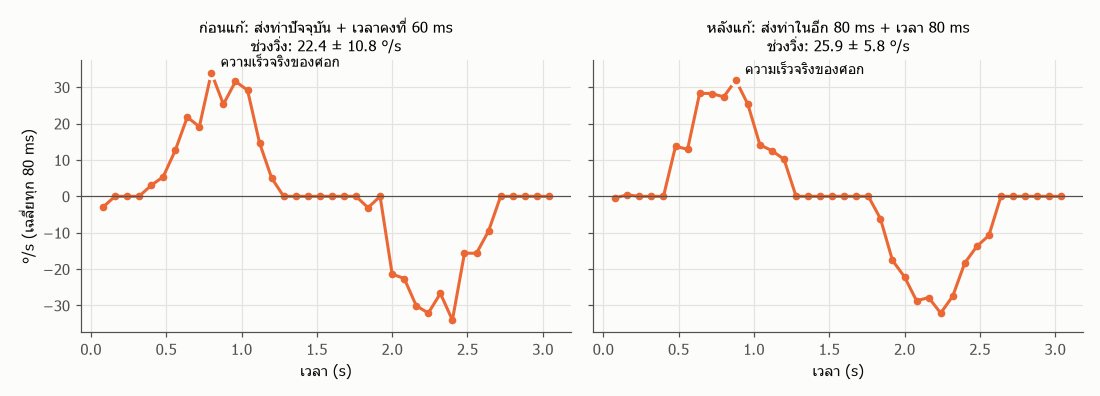 ก่อนแก้: ส่งท่าปัจจุบัน + เวลาคงที่ 60 ms
ช่วงวิ่ง: 22.4 ± 10.8 °/s
ความเร็วจริงของศอก
30
20
10
0
−10
−20
−30
°/s (เฉลี่ยทุก 80 ms)
0.0 0.5 1.0 1.5 2.0 2.5 3.0
เวลา (s)
หลังแก้: ส่งท่าในอีก 80 ms + เวลา 80 ms
ช่วงวิ่ง: 25.9 ± 5.8 °/s
ความเร็วจริงของศอก
0.0 0.5 1.0 1.5 2.0 2.5 3.0
เวลา (s)